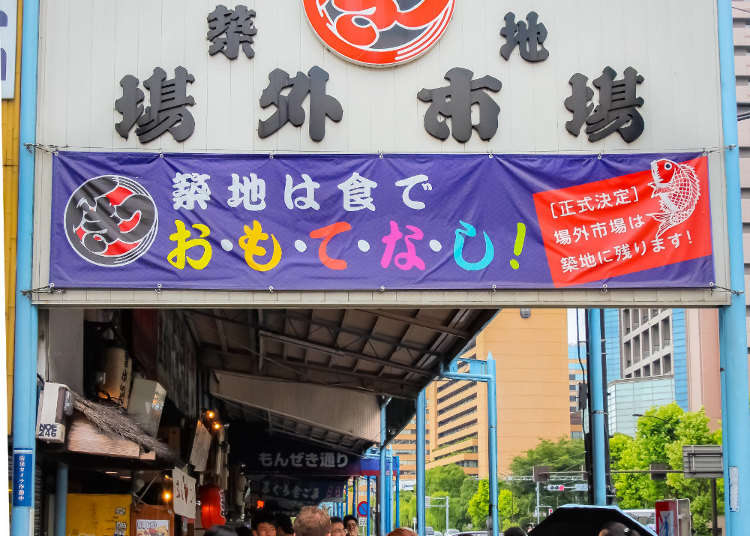 築地
場外市場
築地は食で
お・も・て・な・し!
[正式決定]
場外市場は
築地に残ります!
もんぜき通り
NOE
246